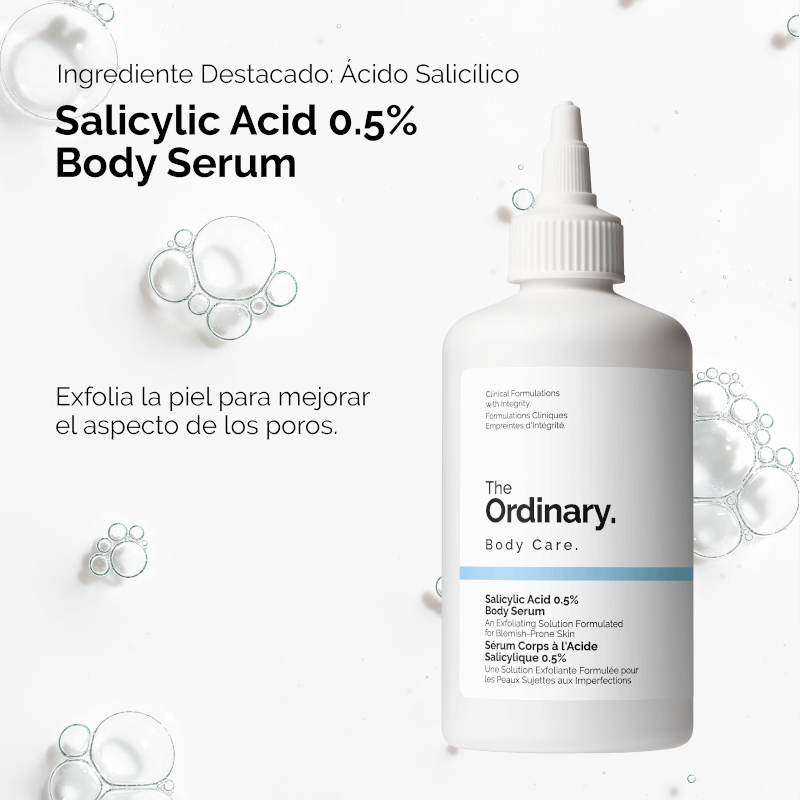 Ingrediente Destacado: Ácido Salicílico
Salicylic Acid 0.5%
Body Serum
Exfolia la piel para mejorar
el aspecto de los poros.
Clinical Formulations
with Integrity.
Formulations Cliniques
Empreintes d'Intégrité.
The
Ordinary.
Body Care.
Salicylic Acid 0.5%
Body Serum
An Exfoliating Solution Formulated
for Blemish-Prone Skin
Sérum Corps à l'Acide
Salicylique 0.5%
Une Solution Exfoliante Formulée pour
les Peaux Sujettes aux Imperfections